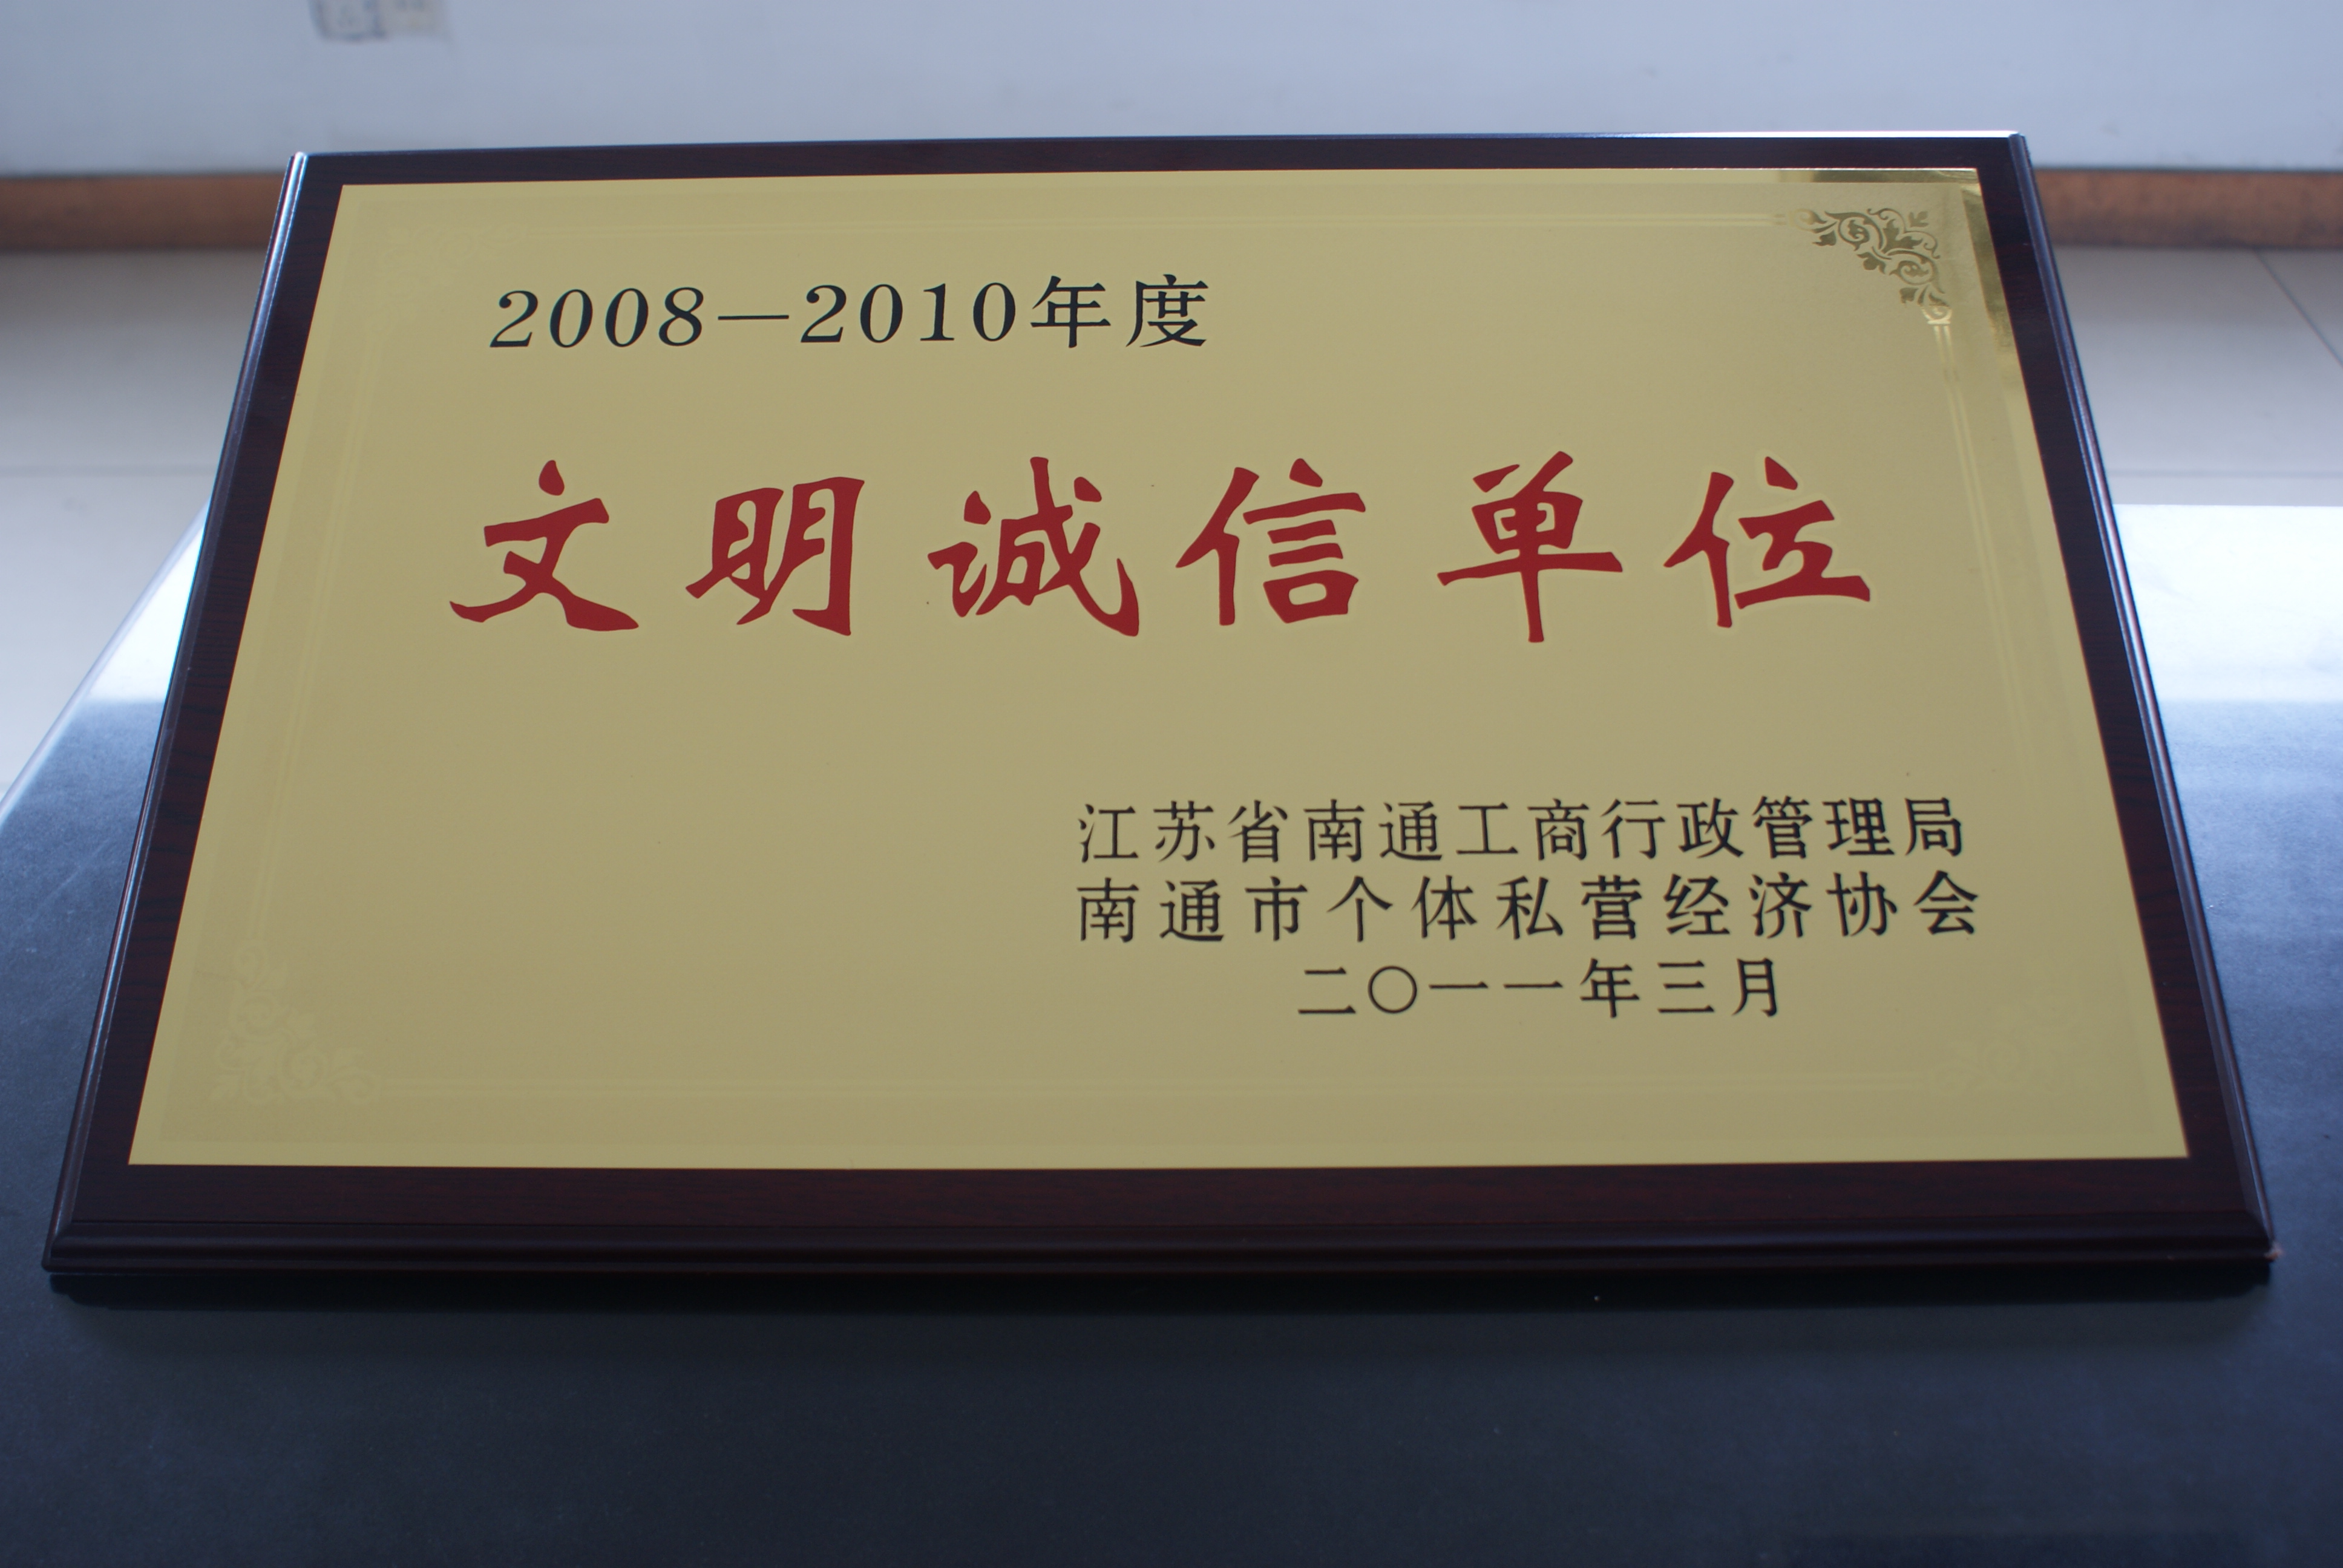 2008—2010年度
文明诚信单位
江苏省南通工商行政管理局
南通市个体私营经济协会
二〇一一年三月